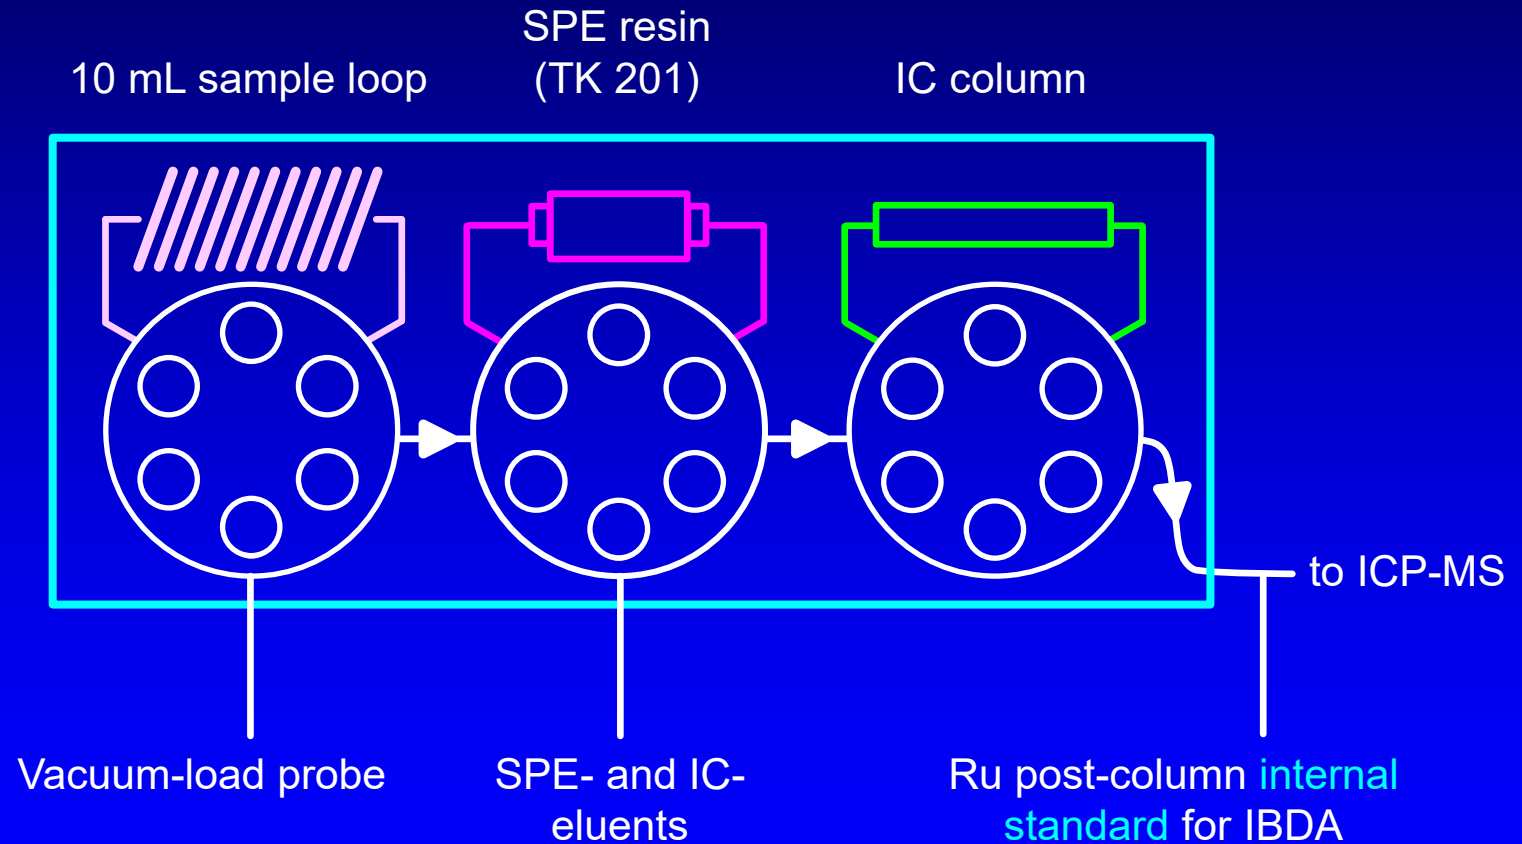 10 mL sample loop
SPE resin
(TK 201)
IC column
to ICP-MS
Vacuum-load probe
SPE- and IC-
eluents
Ru post-column internal
standard for IBDA